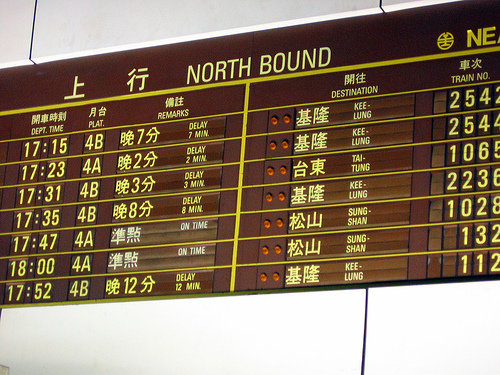 上 行 NORTH BOUND
開車時刻 月台 備註 開往 車次
DEPT. TIME PLAT. REMARKS DESTINATION TRAIN NO.
17:15 4B 晚7分 DELAY 7 MIN. 基隆 KEE-LUNG 2542
17:23 4A 晚2分 DELAY 2 MIN. 基隆 KEE-LUNG 2544
17:31 4B 晚3分 DELAY 3 MIN. 台東 TAI-TUNG 1065
17:35 4B 晚8分 DELAY 8 MIN. 基隆 KEE-LUNG 2236
17:47 4A 準點 ON TIME 松山 SUNG-SHAN 1028
18:00 4A 準點 ON TIME 松山 SUNG-SHAN 132
17:52 4B 晚12分 DELAY 12 MIN. 基隆 KEE-LUNG 112